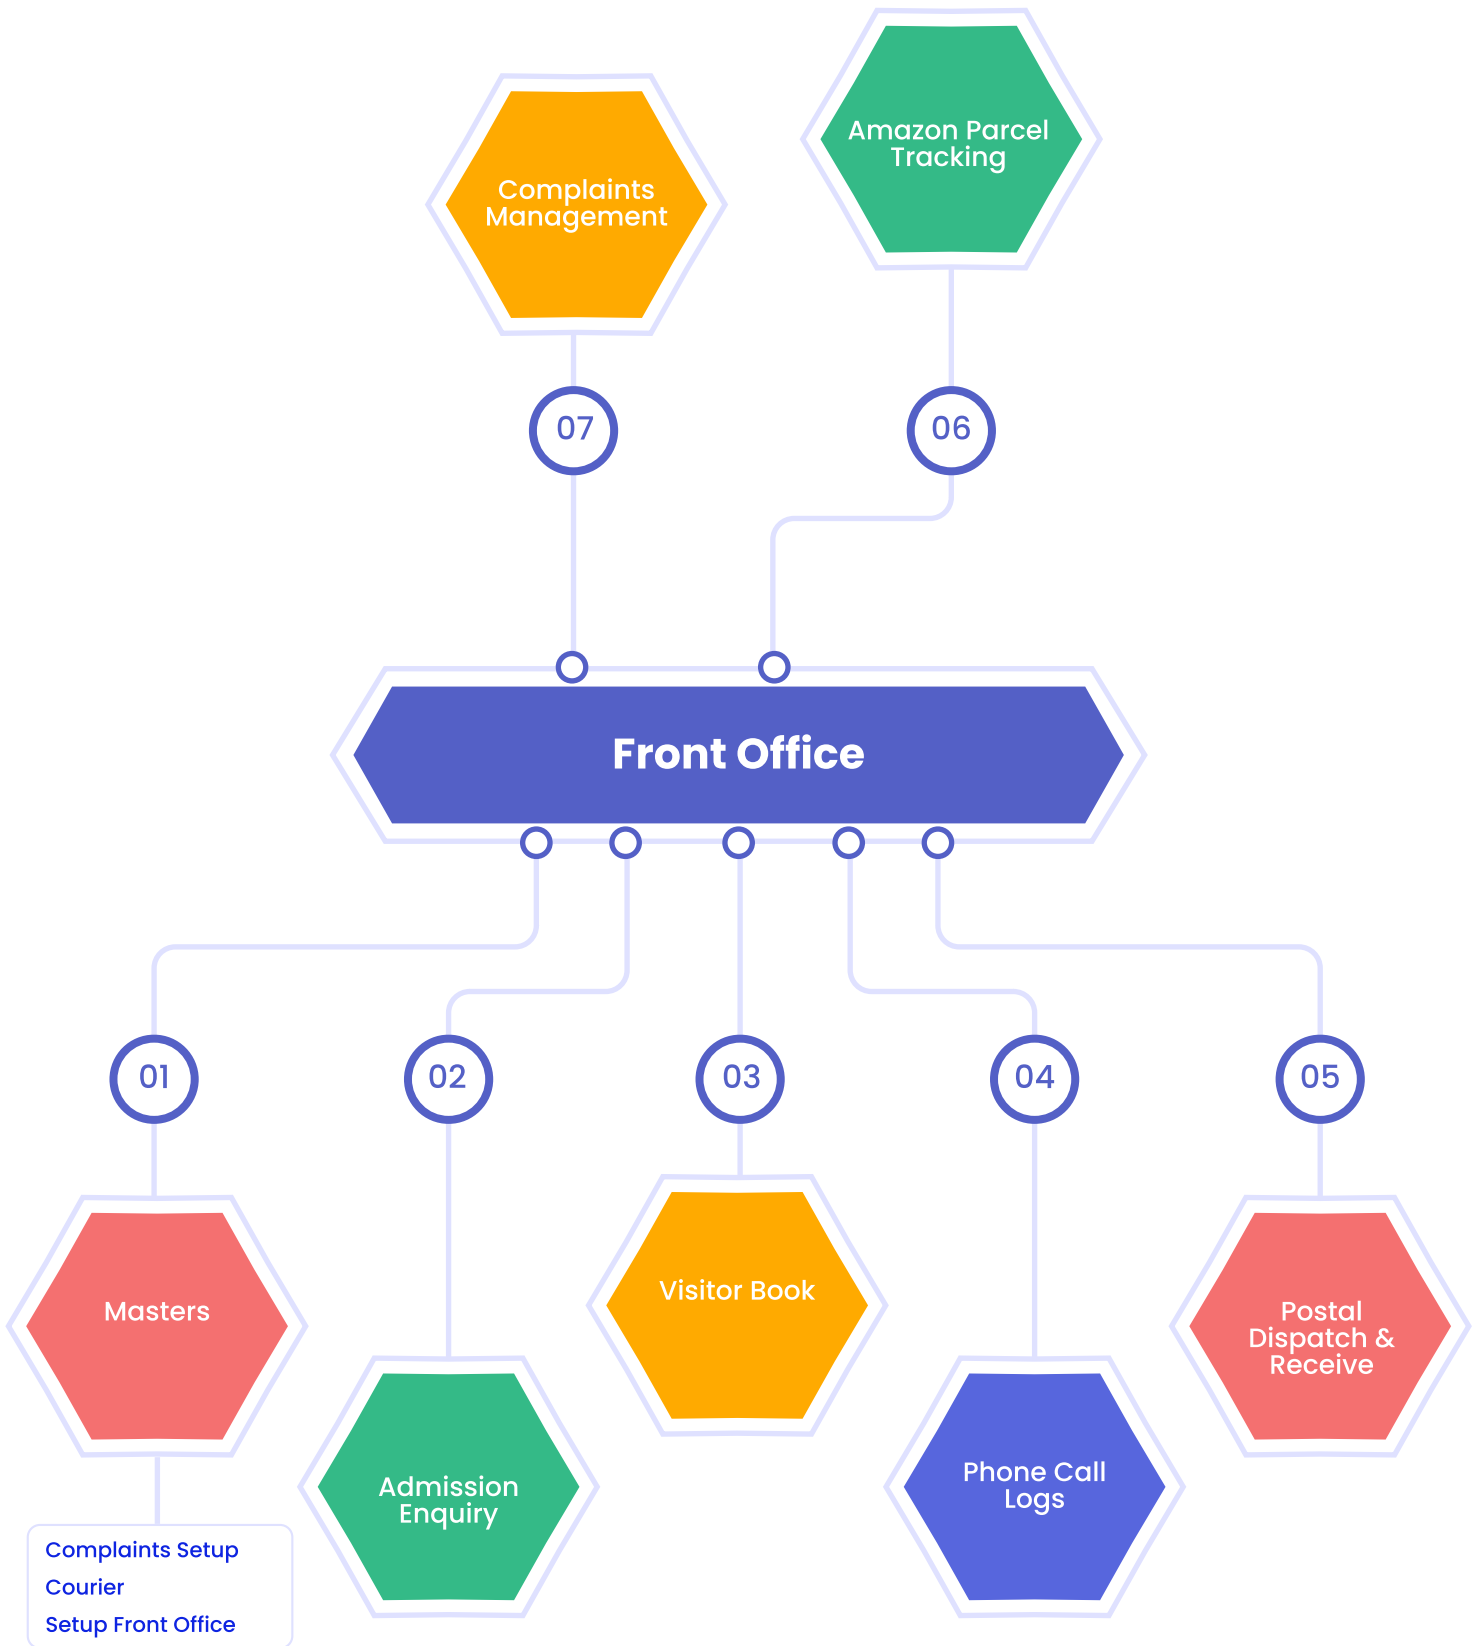 Amazon Parcel
Tracking
Complaints
Management
07
06
Front Office
01
02
03
04
05
Masters
Visitor Book
Postal
Dispatch &
Receive
Admission
Enquiry
Phone Call
Logs
Complaints Setup
Courier
Setup Front Office